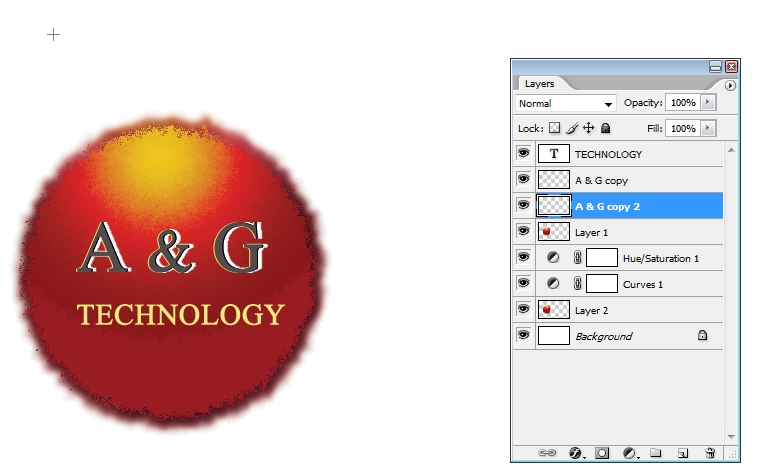 A & G
TECHNOLOGY
Layers
Normal Opacity: 100%
Lock: Fill: 100%
T TECHNOLOGY
A & G copy
A & G copy 2
Layer 1
Hue/Saturation 1
Curves 1
Layer 2
Background